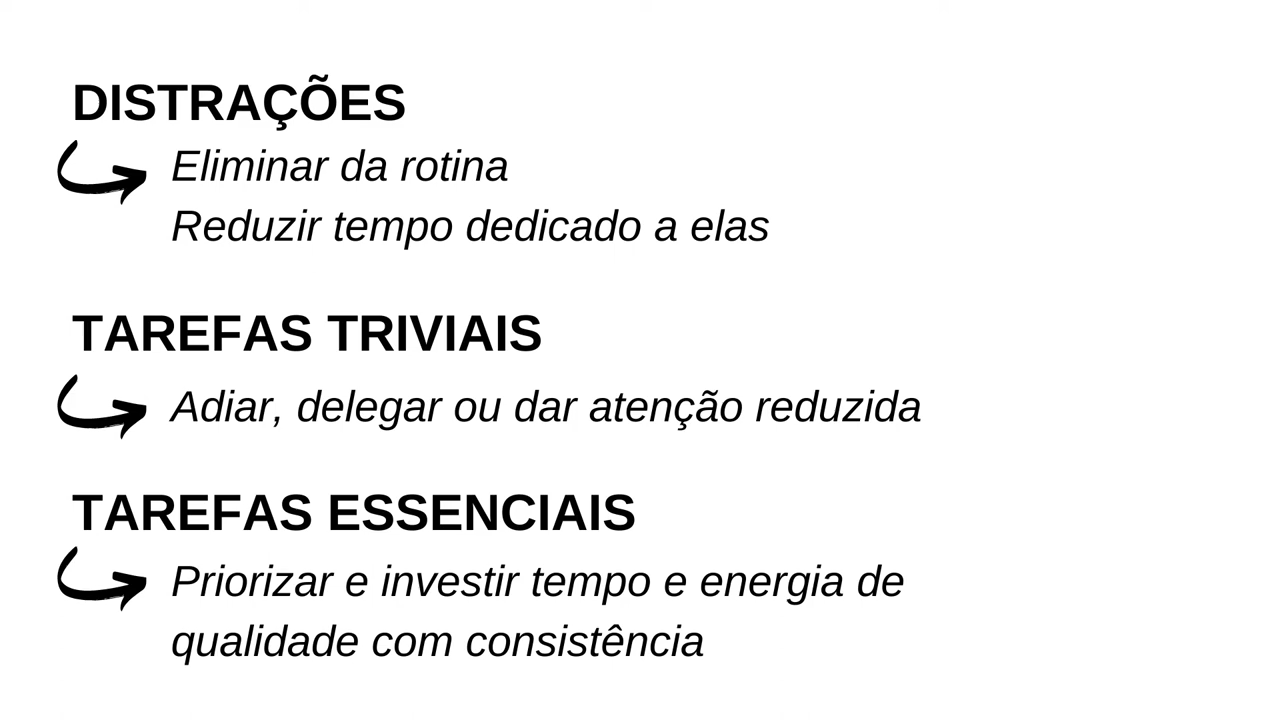 DISTRAÇÕES
Eliminar da rotina
Reduzir tempo dedicado a elas
TAREFAS TRIVIAIS
Adiar, delegar ou dar atenção reduzida
TAREFAS ESSENCIAIS
Priorizar e investir tempo e energia de
qualidade com consistência